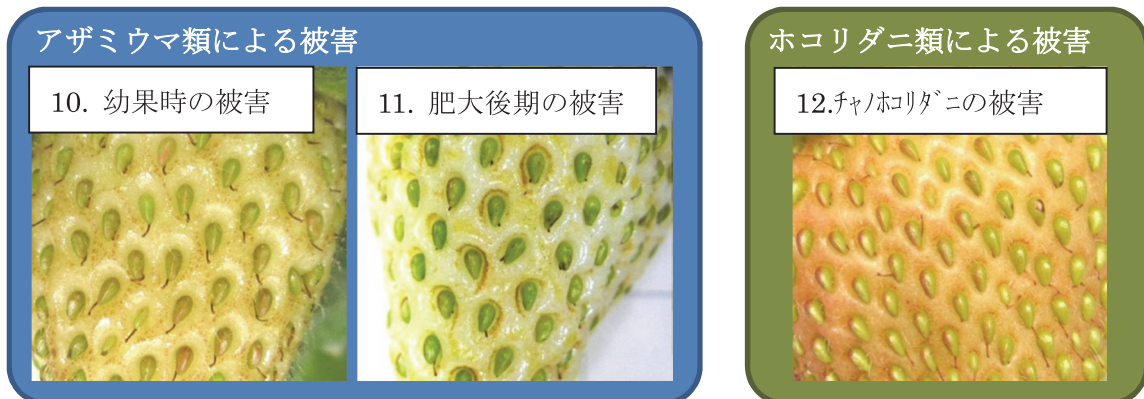 アザミウマ類による被害
10. 幼果時の被害
11. 肥大後期の被害
ホコリダニ類による被害
12.ﾁｬﾉﾎｺﾘﾀﾞﾆの被害